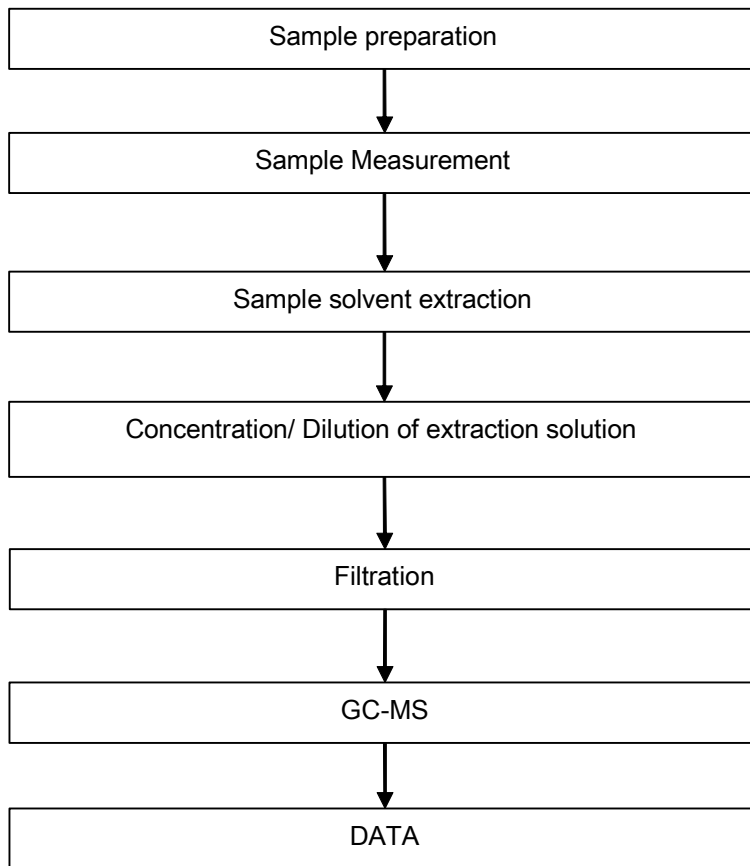 Sample preparation
Sample Measurement
Sample solvent extraction
Concentration/ Dilution of extraction solution
Filtration
GC-MS
DATA